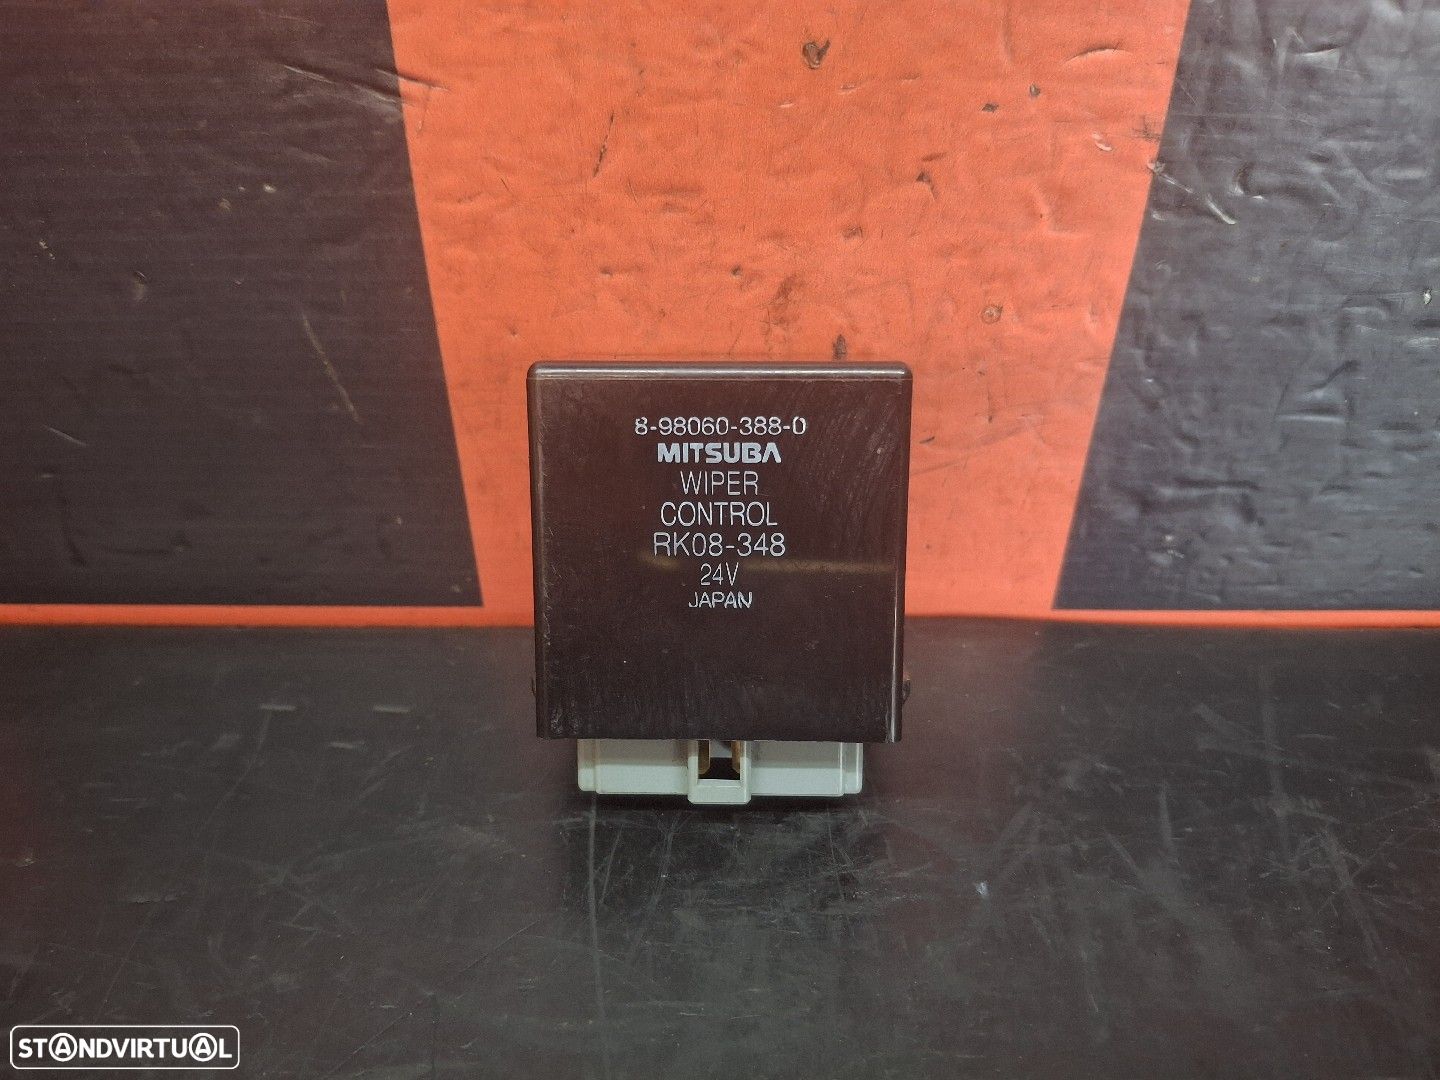 8-98060-388-0
MITSUBA
WIPER
CONTROL
RK08-348
24V
JAPAN
STANDVIRTUAL